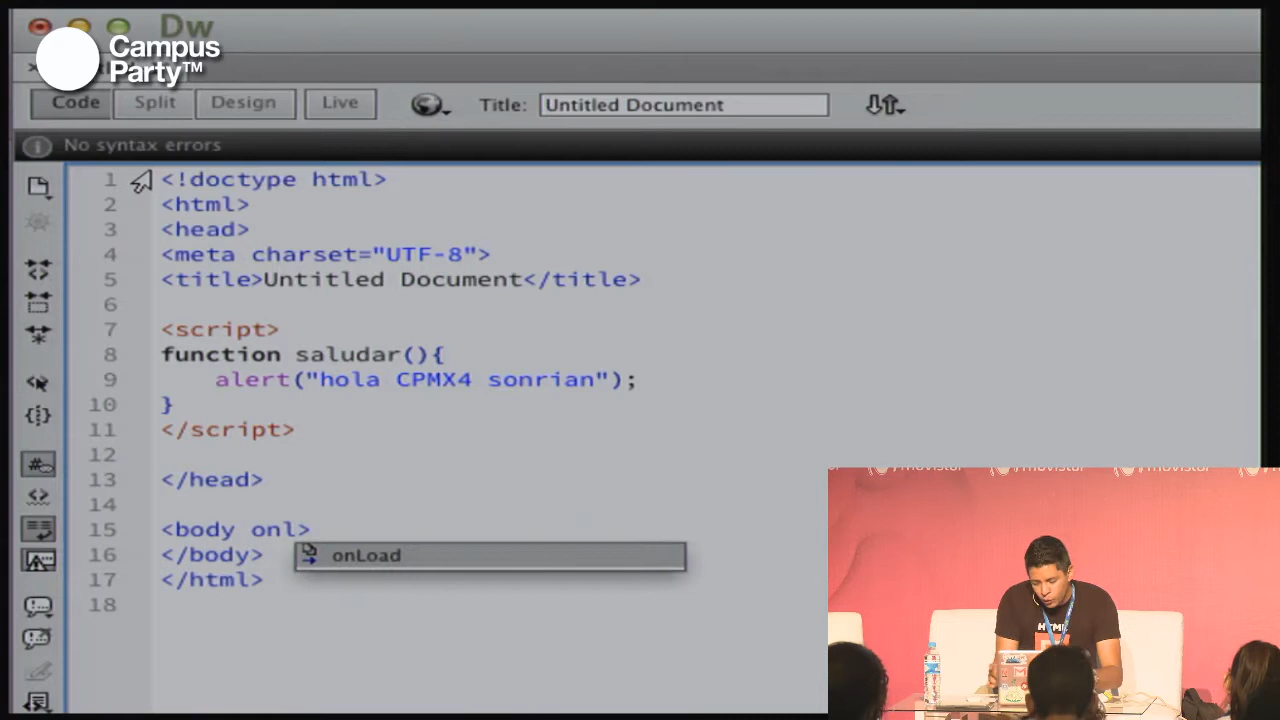 Dw
Campus
Party™
Code Split Design Live Title: Untitled Document
No syntax errors
1 <!doctype html>
2 <html>
3 <head>
4 <meta charset="UTF-8">
5 <title>Untitled Document</title>
6
7 <script>
8 function saludar(){
9 alert("hola CPMX4 sonrian");
10 }
11 </script>
12
13 </head>
14
15 <body onl>
onLoad
16 </body>
17 </html>
18
movistar
HTML